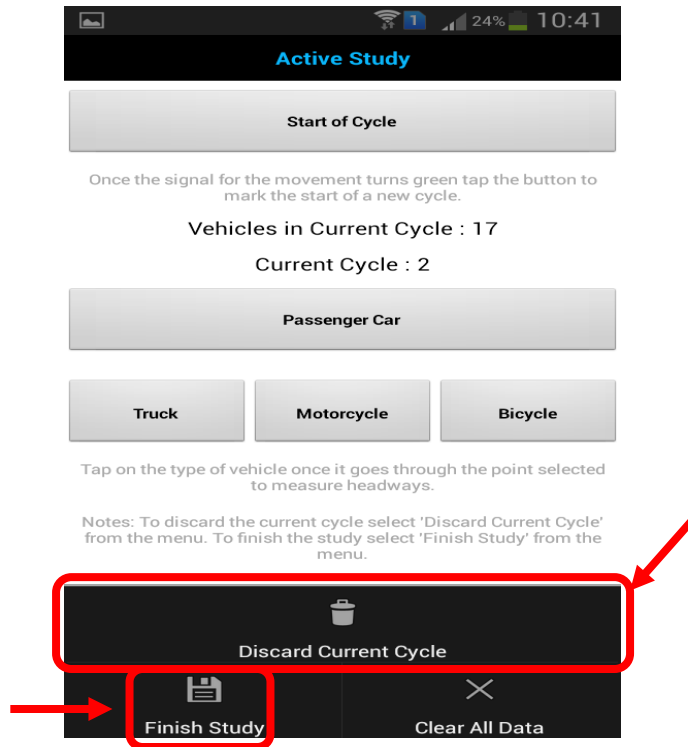 1 24% 10:41
Active Study
Start of Cycle
Once the signal for the movement turns green tap the button to
mark the start of a new cycle.
Vehicles in Current Cycle : 17
Current Cycle : 2
Passenger Car
Truck Motorcycle Bicycle
Tap on the type of vehicle once it goes through the point selected
to measure headways.
Notes: To discard the current cycle select 'Discard Current Cycle'
from the menu. To finish the study select 'Finish Study' from the
menu.
Discard Current Cycle
Finish Study Clear All Data